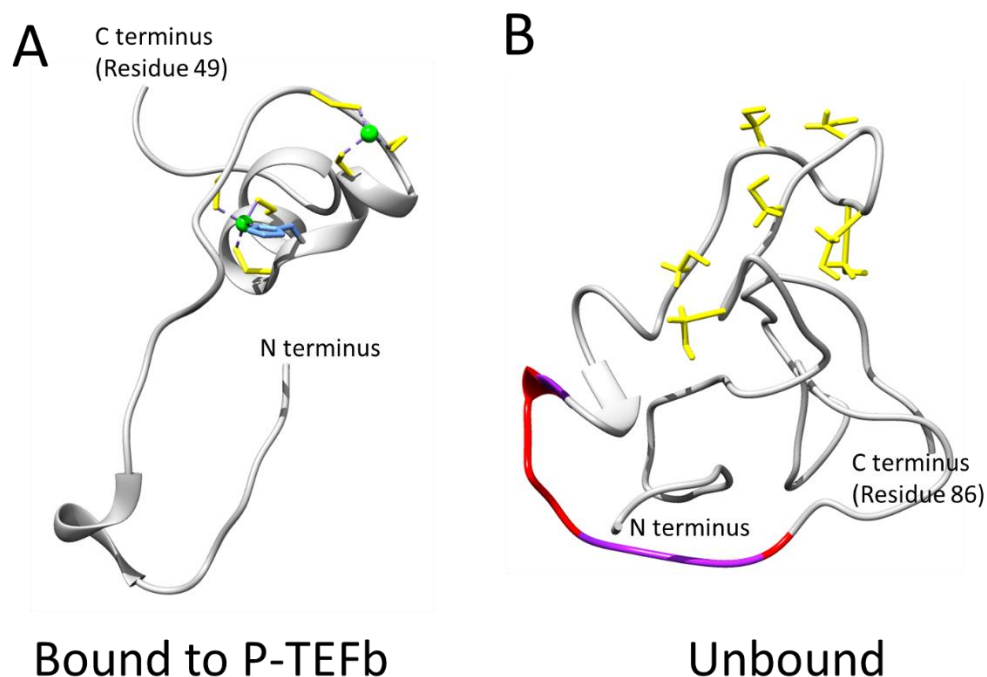 A
C terminus
(Residue 49)
N terminus
Bound to P-TEFb
B
C terminus
(Residue 86)
N terminus
Unbound